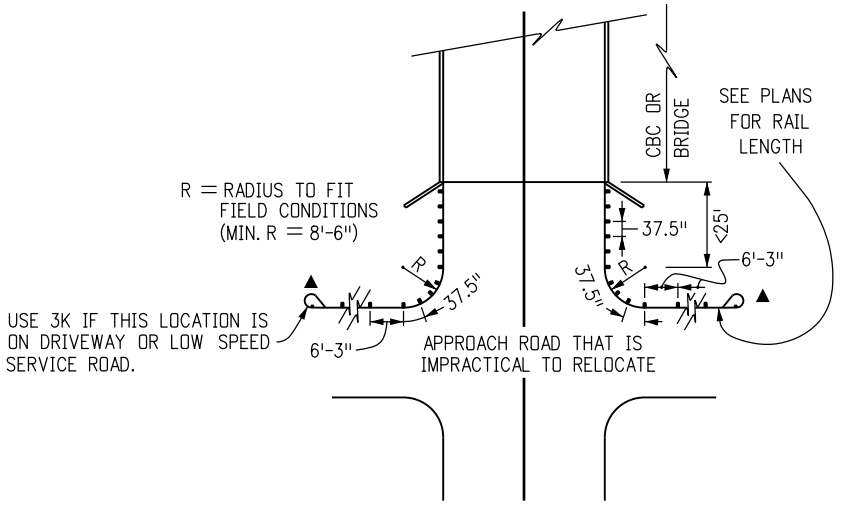 CBC OR
BRIDGE
SEE PLANS
FOR RAIL
LENGTH
R = RADIUS TO FIT
FIELD CONDITIONS
(MIN. R = 8'-6")
37.5"
<25'
6'-3"
R
37.5"
R
37.5"
USE 3K IF THIS LOCATION IS
ON DRIVEWAY OR LOW SPEED
SERVICE ROAD.
6'-3"
APPROACH ROAD THAT IS
IMPRACTICAL TO RELOCATE